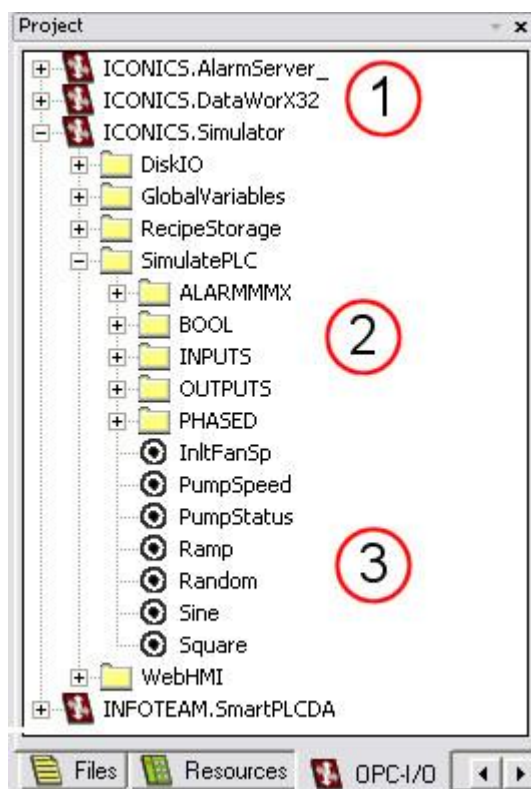 Project
ICONICS.AlarmServer_
ICONICS.DataWorX32
1
ICONICS.Simulator
DiskIO
GlobalVariables
RecipeStorage
SimulatePLC
ALARMMMX
BOOL
2
INPUTS
OUTPUTS
PHASED
InltFanSp
PumpSpeed
PumpStatus
Ramp
3
Random
Sine
Square
WebHMI
INFOTEAM.SmartPLCDA
Files Resources OPC-I/O